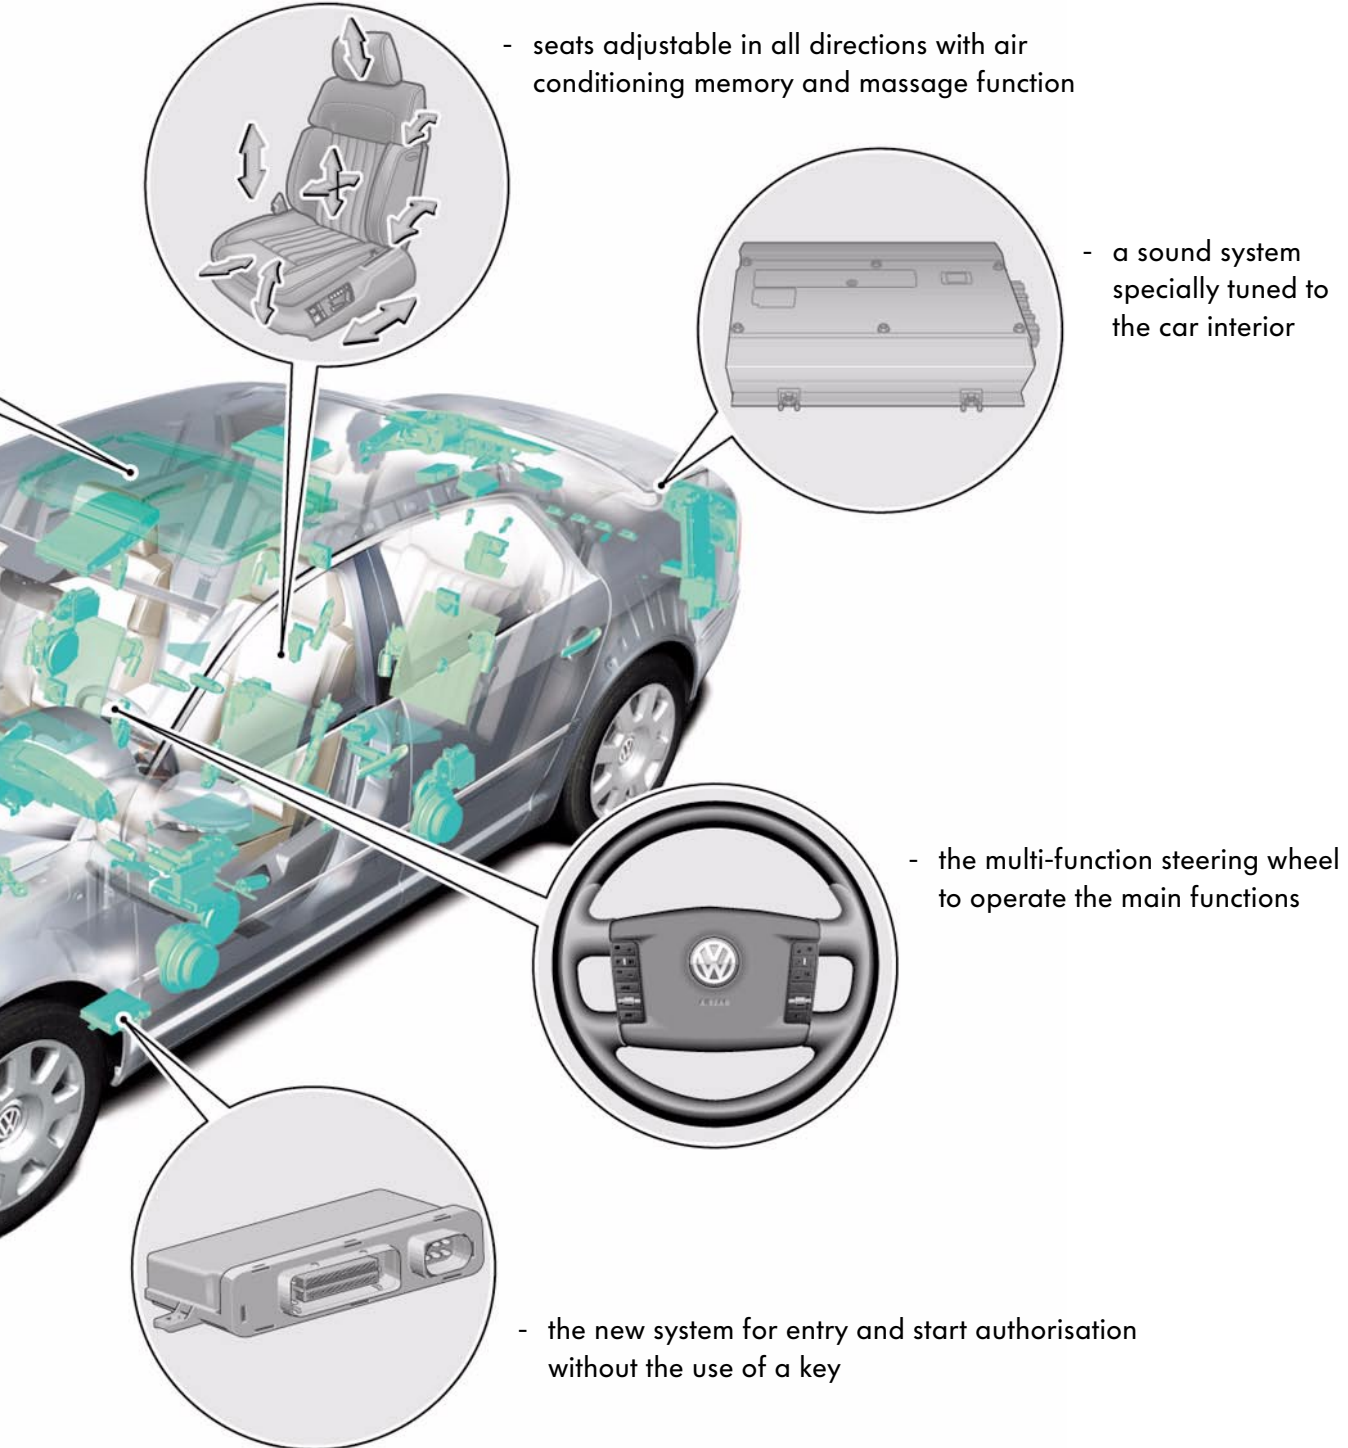 - seats adjustable in all directions with air
conditioning memory and massage function
- a sound system
specially tuned to
the car interior
- the multi-function steering wheel
to operate the main functions
- the new system for entry and start authorisation
without the use of a key